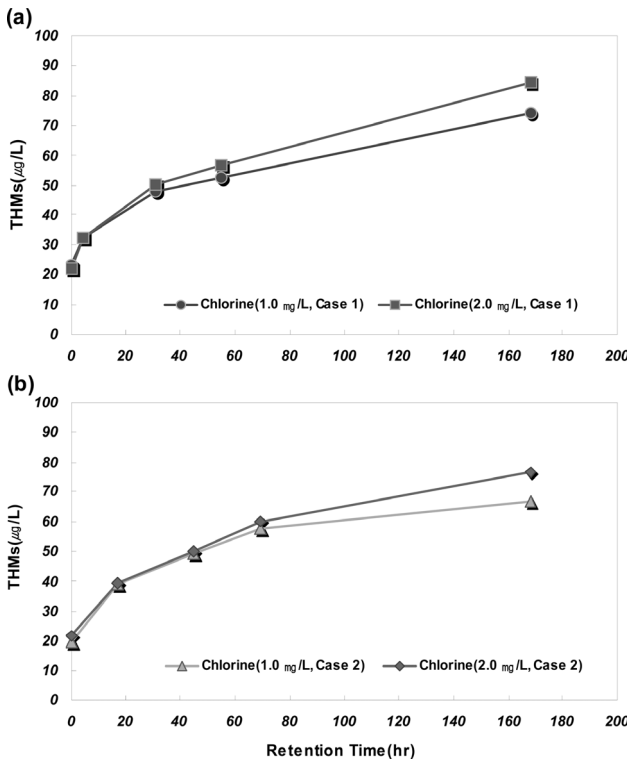 (a)
100
90
80
70
60
50
40
30
20
10
0
THMs(㎍/L)
Chlorine(1.0 ㎎/L, Case 1)
Chlorine(2.0 ㎎/L, Case 1)
0 20 40 60 80 100 120 140 160 180 200
(b)
100
90
80
70
60
50
40
30
20
10
0
THMs(㎍/L)
Chlorine(1.0 ㎎/L, Case 2)
Chlorine(2.0 ㎎/L, Case 2)
0 20 40 60 80 100 120 140 160 180 200
Retention Time(hr)